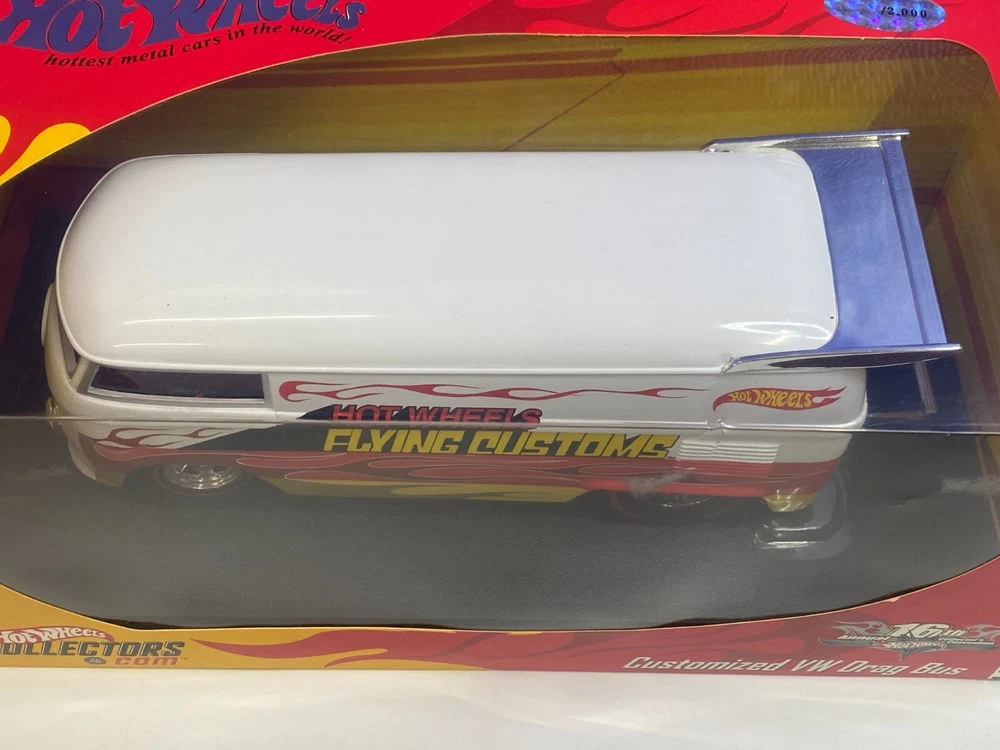 HOT WHEELS
hottest metal cars in the world!
/2,000
HOT WHEELS
HOT WHEELS
FLYING CUSTOMS
HOT WHEELS
COLLECTORS
.COM™
16TH
Customized VW Drag Bus